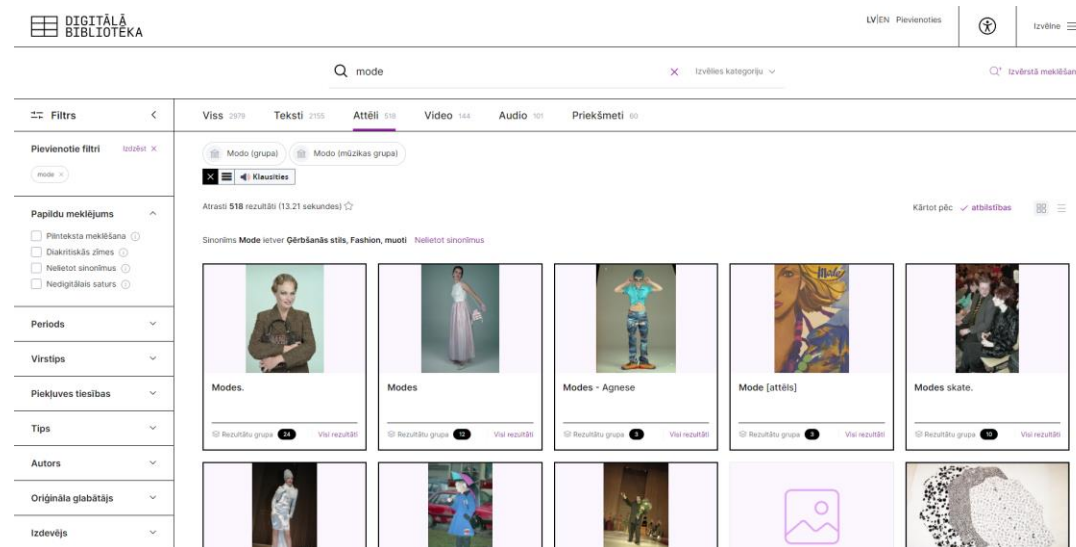 DIGITĀLĀ
BIBLIOTĒKA
LV|EN Pievienoties
Izvēlne
mode
Izvēlies kategoriju
Izvērstā meklēšan
Filtrs
Viss 2979 Teksti 2155 Attēli 518 Video 144 Audio 101 Priekšmeti 60
Pievienotie filtri Izdzēst ×
mode ×
Modo (grupa) Modo (mūzikas grupa)
Klausīties
Atrasti 518 rezultāti (13.21 sekundes)
Kārtot pēc atbilstības
Papildu meklējums
Pilnteksta meklēšana
Diakritiskās zīmes
Nelietot sinonīmus
Nedigitālais saturs
Sinonīms Mode ietver Ģērbšanās stils, Fashion, muoti Nelietot sinonīmus
Periods
Virstips
Piekļuves tiesības
Tips
Autors
Oriģināla glabātājs
Izdevējs
Mode
Modes. Modes Modes - Agnese Mode [attēls] Modes skate.
Rezultātu grupa 24 Visi rezultāti Rezultātu grupa 12 Visi rezultāti Rezultātu grupa 3 Visi rezultāti Rezultātu grupa 3 Visi rezultāti Rezultātu grupa 10 Visi rezultāti